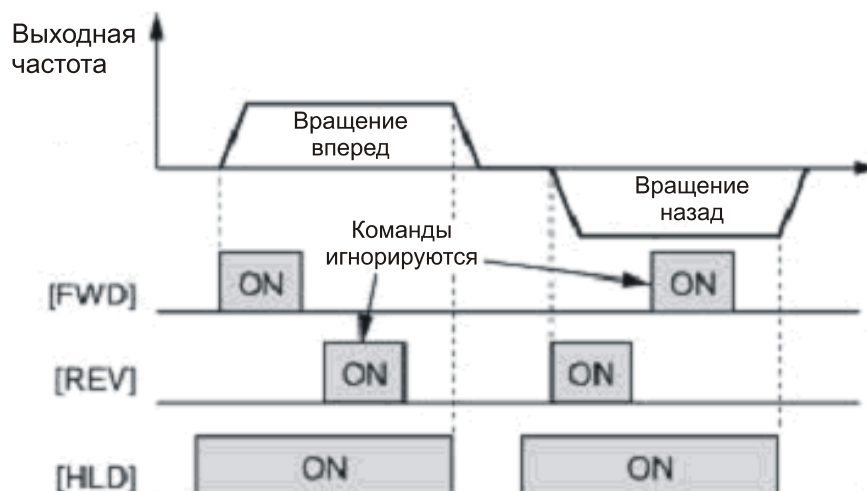 Выходная
частота
Вращение
вперед
Вращение
назад
Команды
игнорируются
[FWD]
ON
ON
[REV]
ON
ON
[HLD]
ON
ON